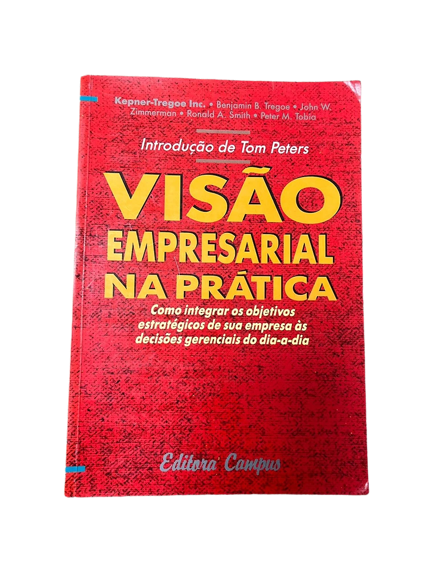 Kepner-Tregoe Inc. • Benjamin B. Tregoe • John W.
Zimmerman • Ronald A. Smith • Peter M. Tobia
Introdução de Tom Peters
VISÃO
EMPRESARIAL
NA PRÁTICA
Como integrar os objetivos
estratégicos de sua empresa às
decisões gerenciais do dia-a-dia
Editora Campus